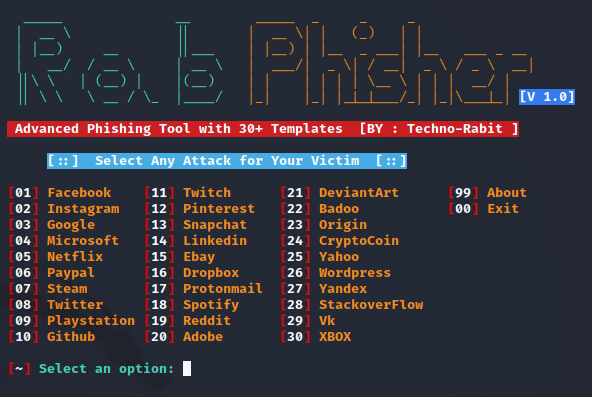 Rab Phisher
[V 1.0]
Advanced Phishing Tool with 30+ Templates [BY : Techno-Rabit ]
[::] Select Any Attack for Your Victim [::]
[01] Facebook [11] Twitch [21] DeviantArt [99] About
[02] Instagram [12] Pinterest [22] Badoo [00] Exit
[03] Google [13] Snapchat [23] Origin
[04] Microsoft [14] Linkedin [24] CryptoCoin
[05] Netflix [15] Ebay [25] Yahoo
[06] Paypal [16] Dropbox [26] Wordpress
[07] Steam [17] Protonmail [27] Yandex
[08] Twitter [18] Spotify [28] StackoverFlow
[09] Playstation [19] Reddit [29] Vk
[10] Github [20] Adobe [30] XBOX
[~] Select an option: